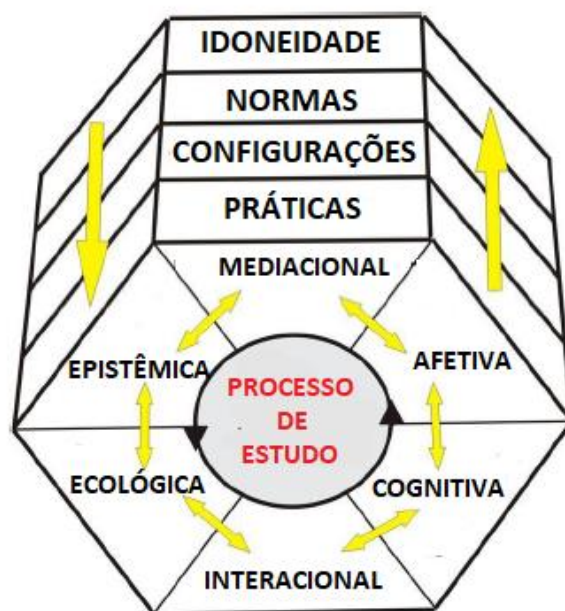 IDONEIDADE
NORMAS
CONFIGURAÇÕES
PRÁTICAS
MEDIACIONAL
EPISTÊMICA
AFETIVA
PROCESSO
DE
ESTUDO
ECOLÓGICA
COGNITIVA
INTERACIONAL